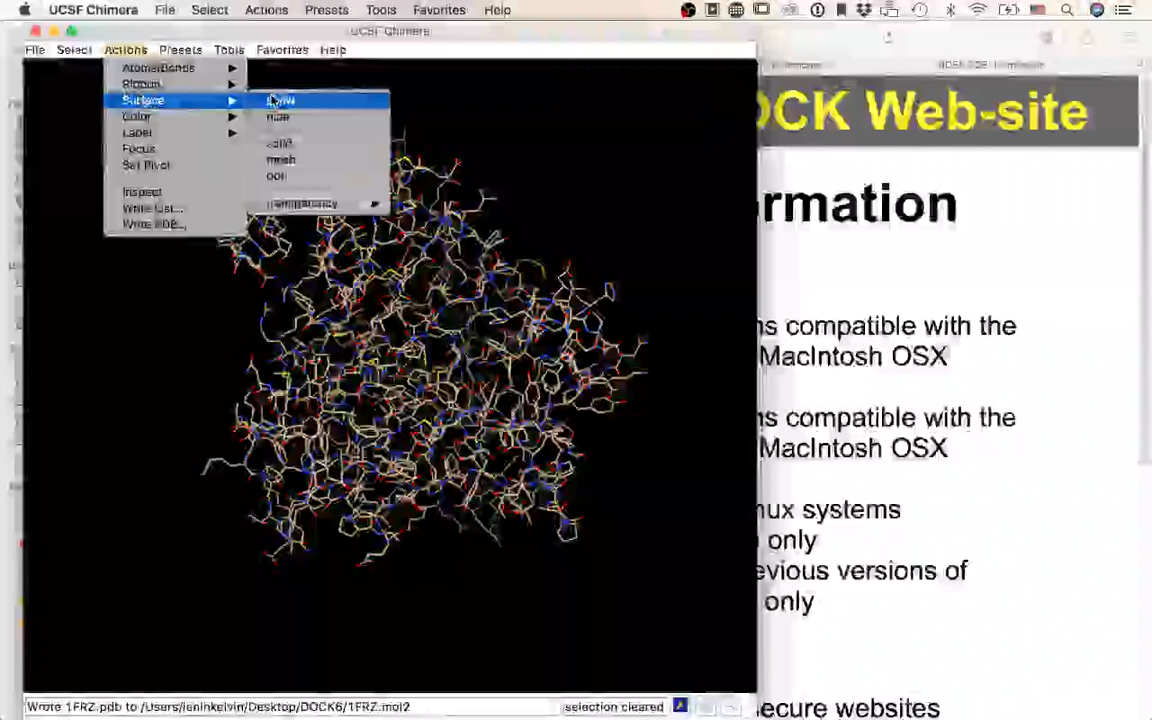 UCSF Chimera File Select Actions Presets Tools Favorites Help
UCSF Chimera
File Select Actions Presets Tools Favorites Help
Atoms/Bonds
Ribbon
Surface
Color
Label
Focus
Set Pivot
Inspect
Write List...
Write PDB...
show
hide
solid
mesh
dot
transparency
OCK Web-site
rmation
ns compatible with the
MacIntosh OSX
ns compatible with the
MacIntosh OSX
nux systems
only
evious versions of
only
ecure websites
Wrote 1FRZ.pdb to /Users/leninkelvin/Desktop/DOCK6/1FRZ.mol2
selection cleared